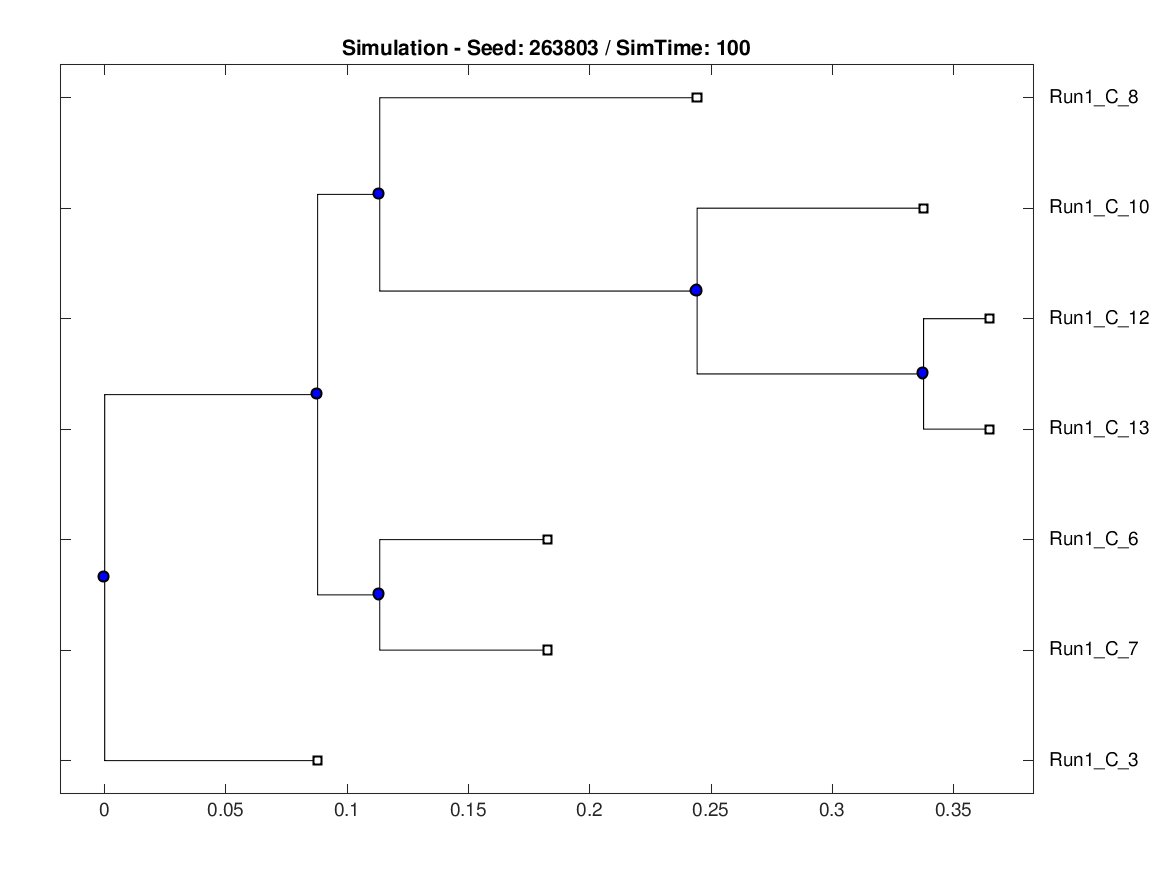 Simulation - Seed: 263803 / SimTime: 100
Run1_C_8
Run1_C_10
Run1_C_12
Run1_C_13
Run1_C_6
Run1_C_7
Run1_C_3
0 0.05 0.1 0.15 0.2 0.25 0.3 0.35